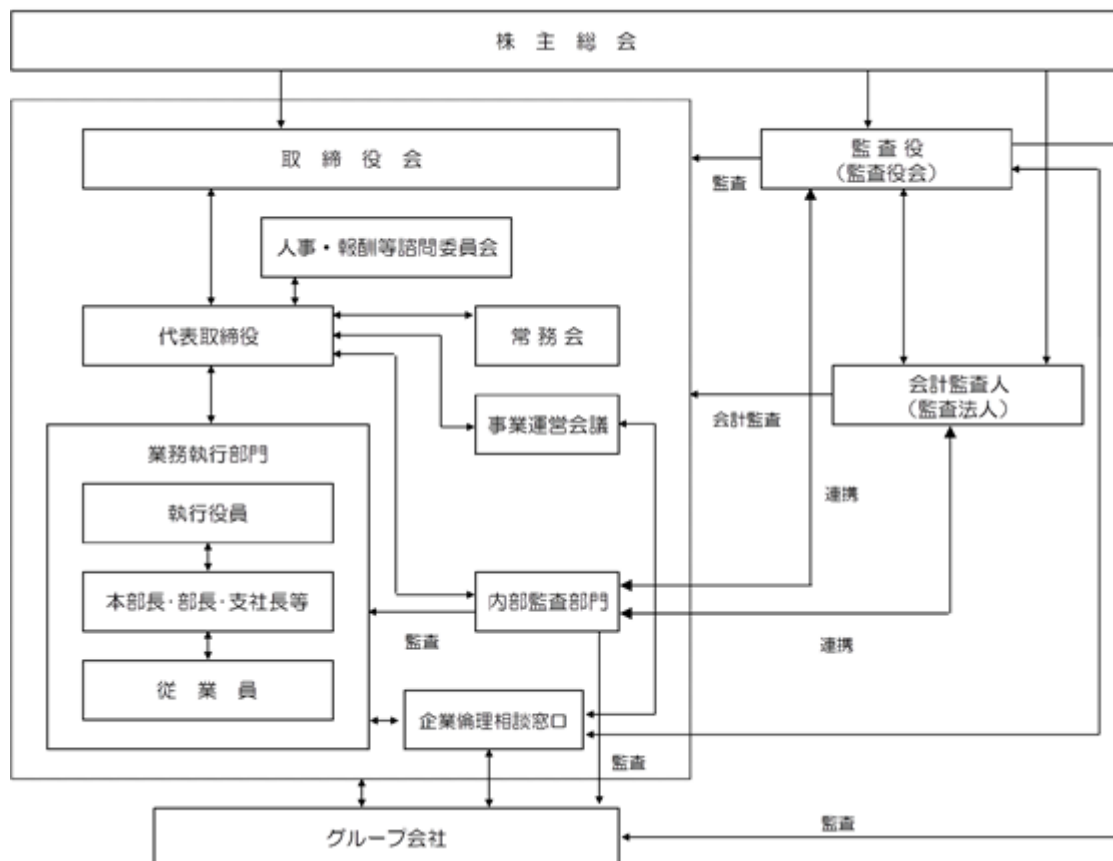 株主総会
取締役会
監査役
(監査役会)
監査
人事・報酬等諮問委員会
代表取締役
常務会
会計監査人
(監査法人)
会計監査
事業運営会議
業務執行部門
連携
執行役員
本部長・部長・支社長等
内部監査部門
監査
連携
従業員
企業倫理相談窓口
監査
グループ会社
監査